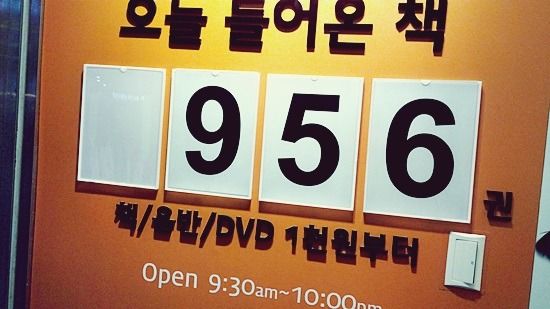 오늘 들어온 책
956 권
책/음반/DVD 1천원부터
Open 9:30am~10:00pm